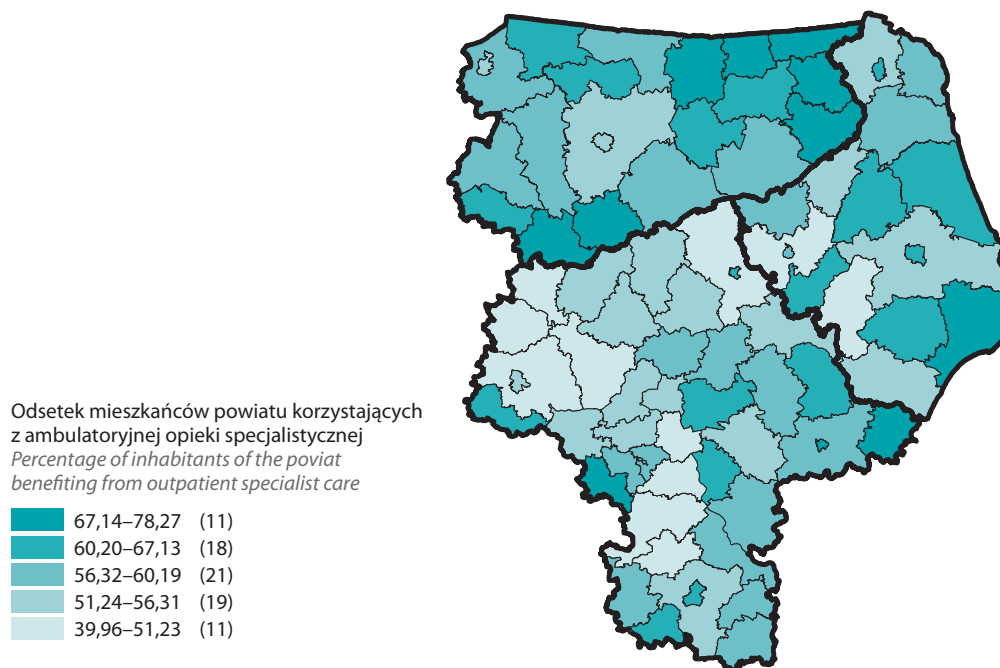 Odsetek mieszkańców powiatu korzystających
z ambulatoryjnej opieki specjalistycznej
Percentage of inhabitants of the poviat
benefiting from outpatient specialist care
67,14–78,27 (11)
60,20–67,13 (18)
56,32–60,19 (21)
51,24–56,31 (19)
39,96–51,23 (11)